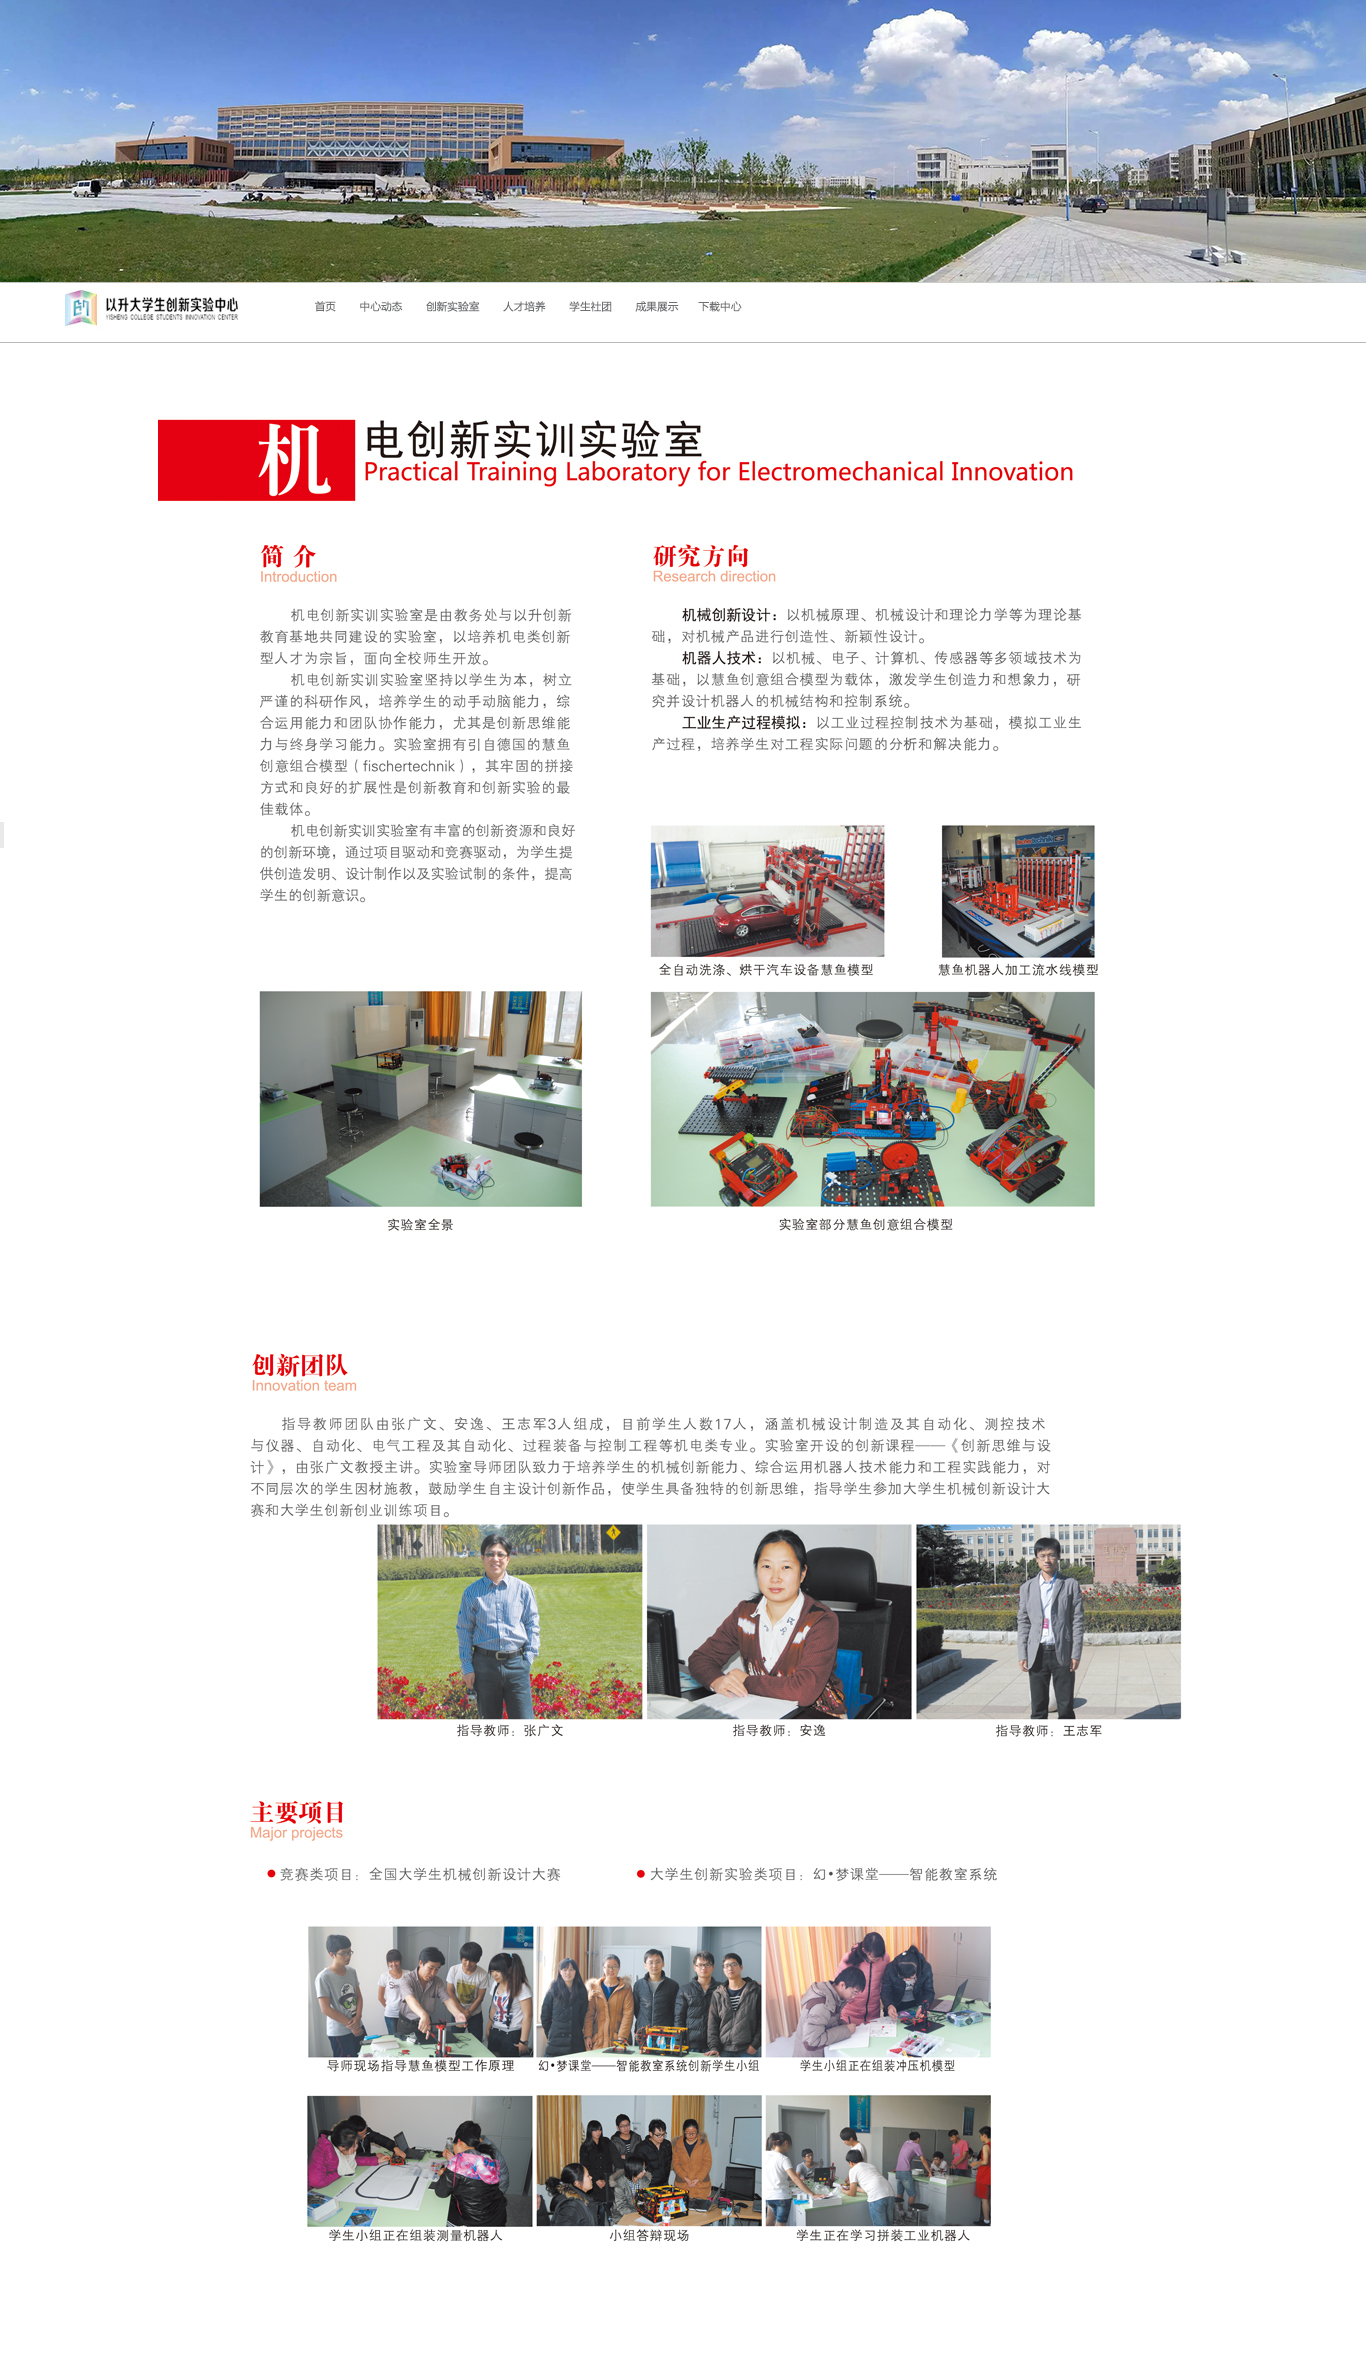 以升大学生创新实验中心
YISHENG COLLEGE STUDENTS INNOVATION CENTER
首页 中心动态 创新实验室 人才培养 学生社团 成果展示 下载中心
机电创新实训实验室
Practical Training Laboratory for Electromechanical Innovation
简 介
Introduction
机电创新实训实验室是由教务处与以升创新
教育基地共同建设的实验室，以培养机电类创新
型人才为宗旨，面向全校师生开放。
机电创新实训实验室坚持以学生为本，树立
严谨的科研作风，培养学生的动手动脑能力，综
合运用能力和团队协作能力，尤其是创新思维能
力与终身学习能力。实验室拥有引自德国的慧鱼
创意组合模型（fischertechnik），其牢固的拼接
方式和良好的扩展性是创新教育和创新实验的最
佳载体。
机电创新实训实验室有丰富的创新资源和良好
的创新环境，通过项目驱动和竞赛驱动，为学生提
供创造发明、设计制作以及实验试制的条件，提高
学生的创新意识。
实验室全景
研究方向
Research direction
机械创新设计：以机械原理、机械设计和理论力学等为理论基
础，对机械产品进行创造性、新颖性设计。
机器人技术：以机械、电子、计算机、传感器等多领域技术为
基础，以慧鱼创意组合模型为载体，激发学生创造力和想象力，研
究并设计机器人的机械结构和控制系统。
工业生产过程模拟：以工业过程控制技术为基础，模拟工业生
产过程，培养学生对工程实际问题的分析和解决能力。
全自动洗涤、烘干汽车设备慧鱼模型
慧鱼机器人加工流水线模型
实验室部分慧鱼创意组合模型
创新团队
Innovation team
指导教师团队由张广文、安逸、王志军3人组成，目前学生人数17人，涵盖机械设计制造及其自动化、测控技术
与仪器、自动化、电气工程及其自动化、过程装备与控制工程等机电类专业。实验室开设的创新课程——《创新思维与设
计》，由张广文教授主讲。实验室导师团队致力于培养学生的机械创新能力、综合运用机器人技术能力和工程实践能力，对
不同层次的学生因材施教，鼓励学生自主设计创新作品，使学生具备独特的创新思维，指导学生参加大学生机械创新设计大
赛和大学生创新创业训练项目。
指导教师：张广文
指导教师：安逸
指导教师：王志军
主要项目
Major projects
竞赛类项目：全国大学生机械创新设计大赛
大学生创新实验类项目：幻•梦课堂——智能教室系统
导师现场指导慧鱼模型工作原理
幻•梦课堂——智能教室系统创新学生小组
学生小组正在组装冲压机模型
学生小组正在组装测量机器人
小组答辩现场
学生正在学习拼装工业机器人